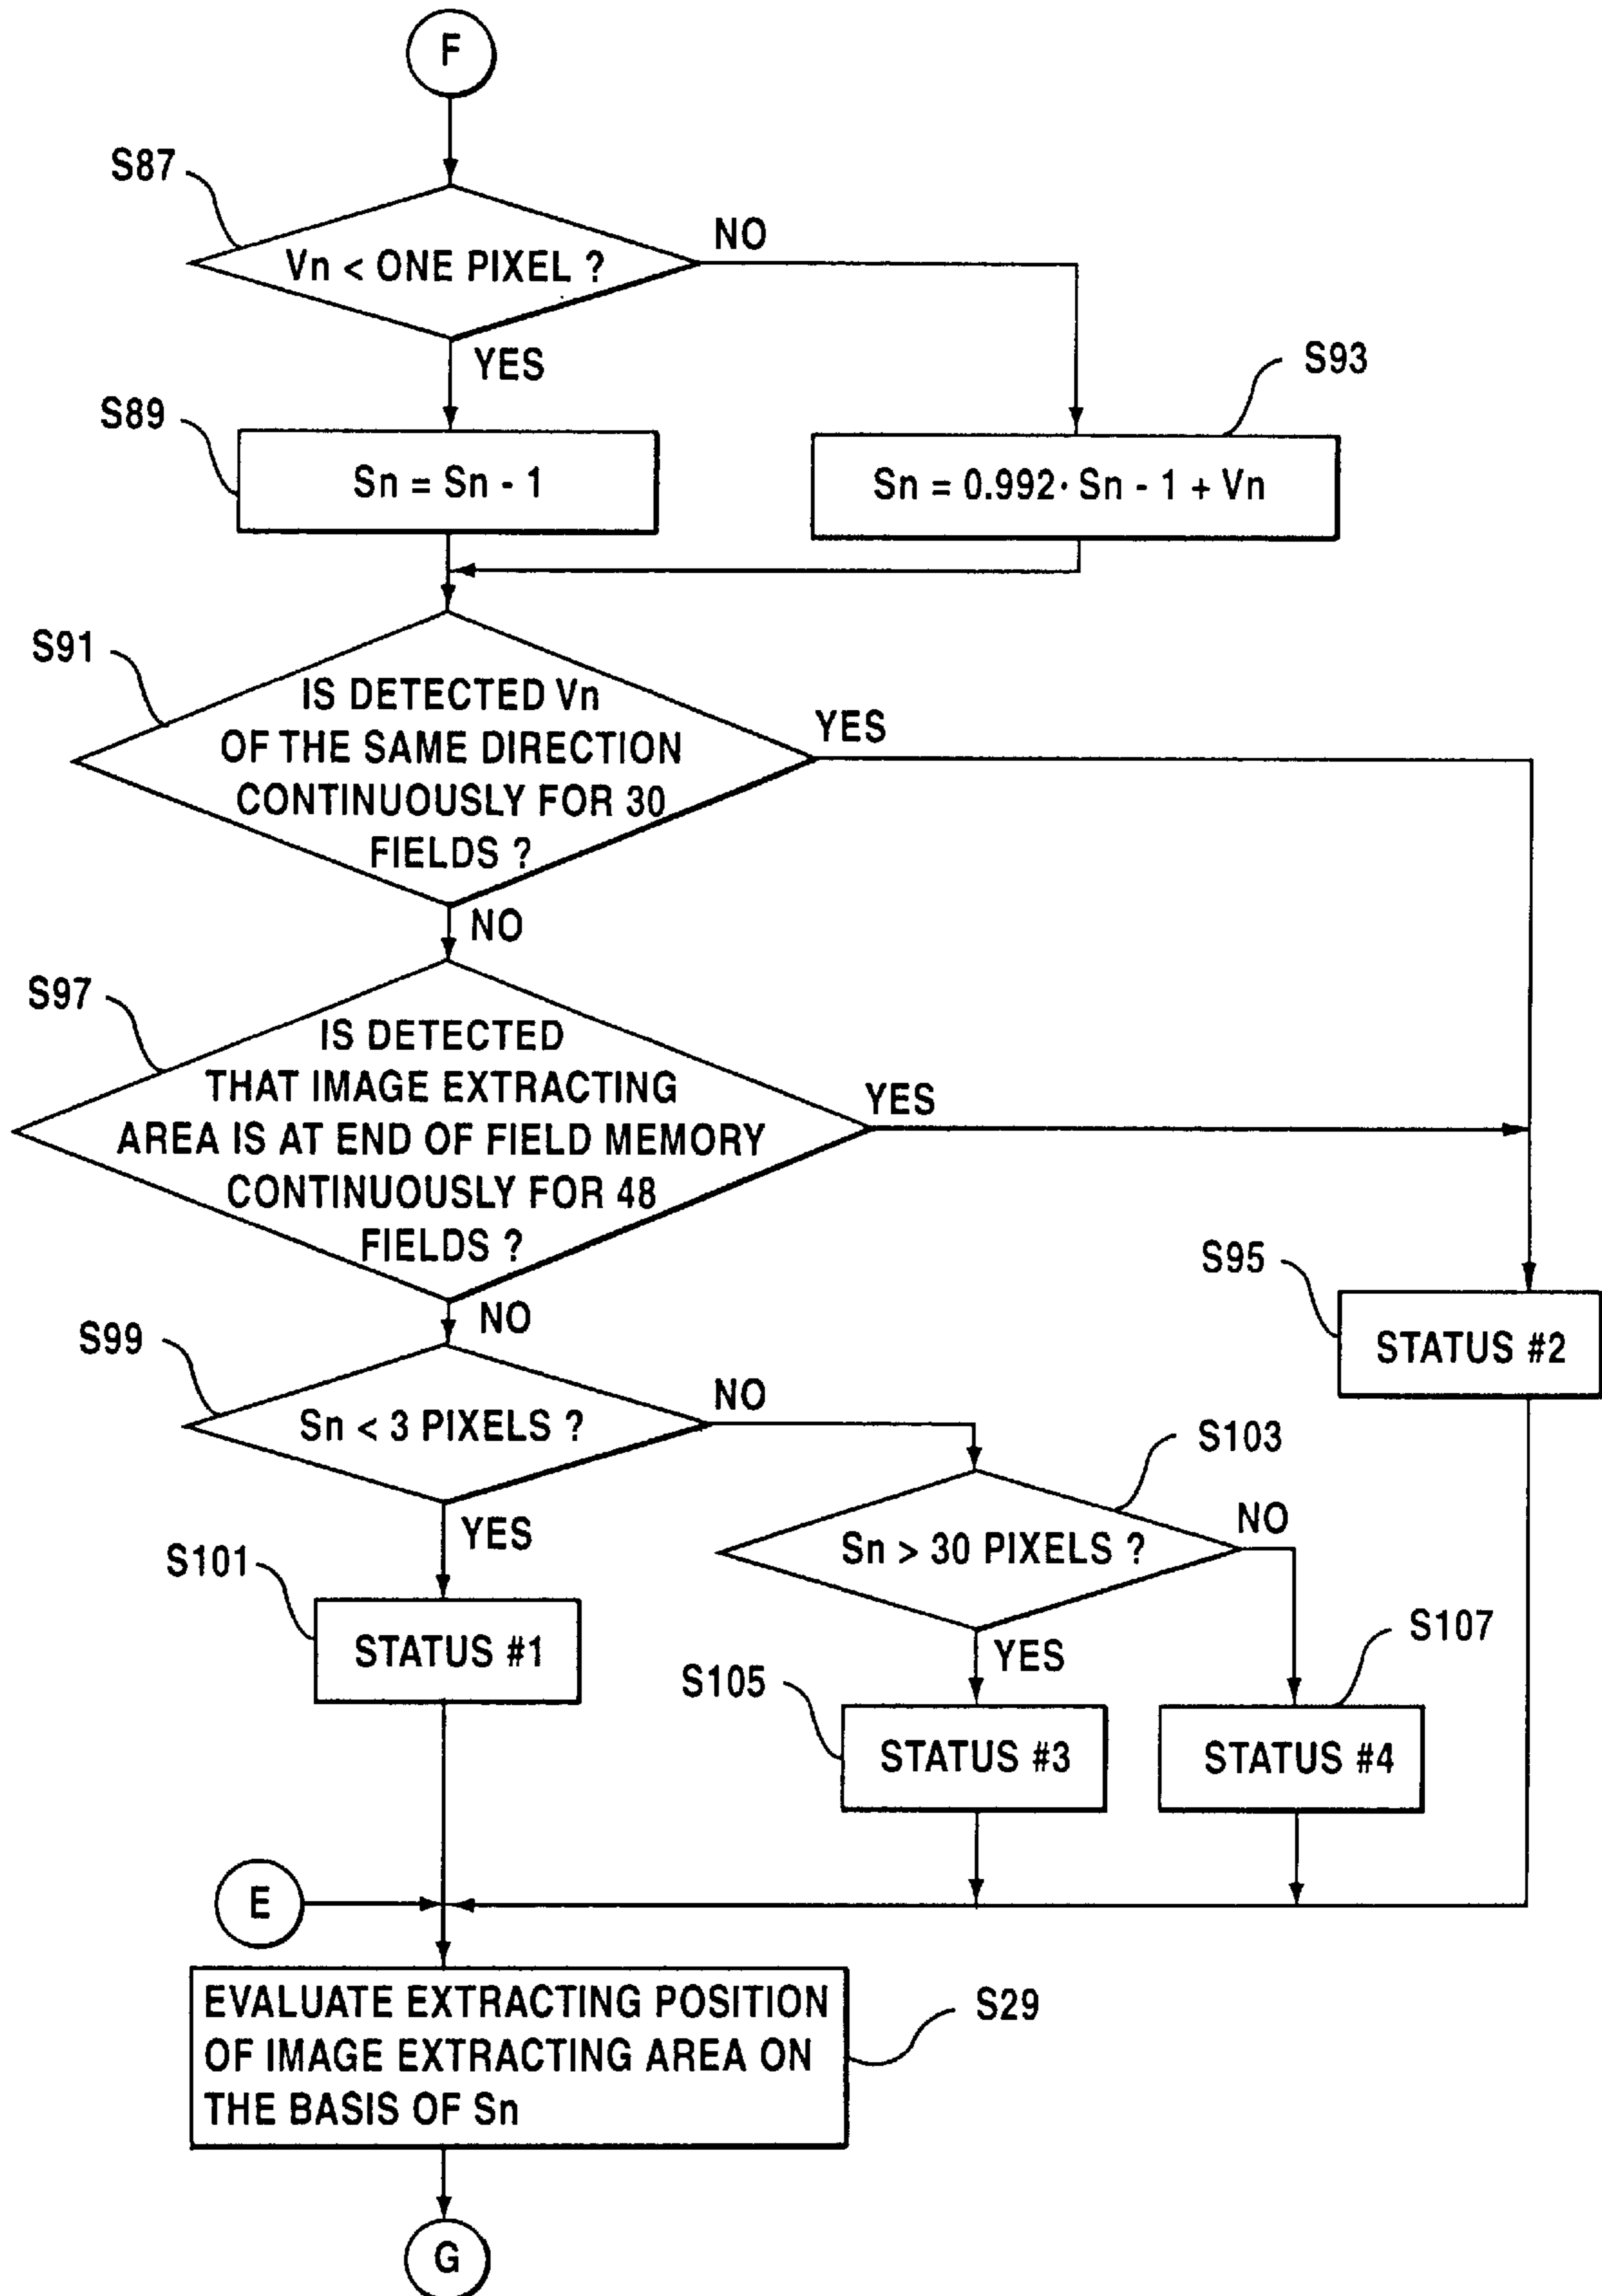 F
S87
Vn < ONE PIXEL ?
NO
YES
S93
S89
Sn = Sn - 1
Sn = 0.992· Sn - 1 + Vn
S91
IS DETECTED Vn
OF THE SAME DIRECTION
CONTINUOUSLY FOR 30
FIELDS ?
YES
NO
S97
IS DETECTED
THAT IMAGE EXTRACTING
AREA IS AT END OF FIELD MEMORY
CONTINUOUSLY FOR 48
FIELDS ?
YES
NO
S95
STATUS #2
S99
Sn < 3 PIXELS ?
NO
YES
S103
Sn > 30 PIXELS ?
NO
YES
S101
STATUS #1
S105
STATUS #3
S107
STATUS #4
E
EVALUATE EXTRACTING POSITION
OF IMAGE EXTRACTING AREA ON
THE BASIS OF Sn
S29
G